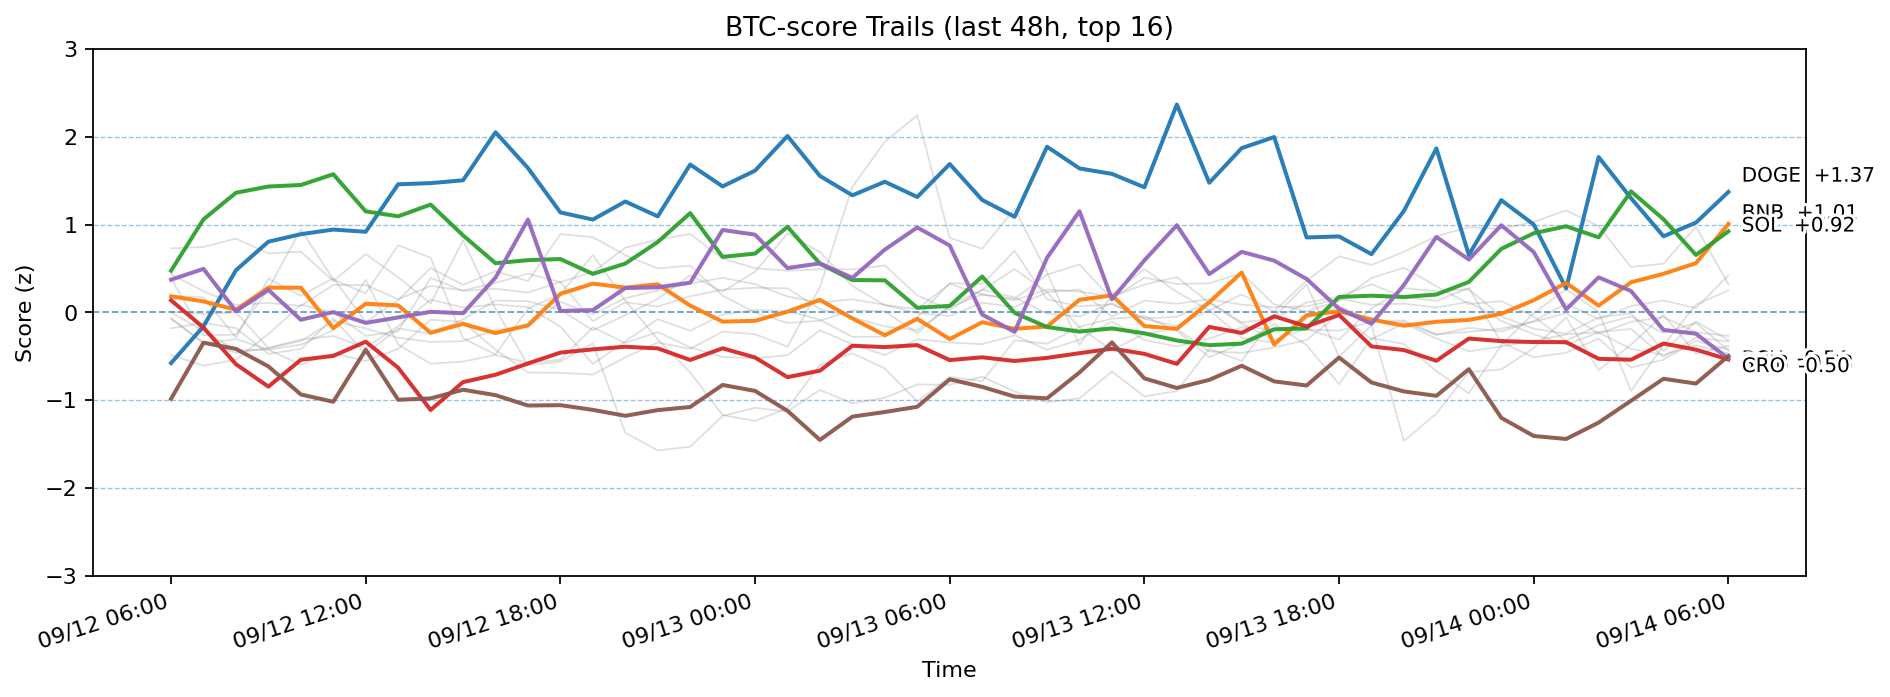 BTC-score Trails (last 48h, top 16)
Score (z)
3
2
1
0
−1
−2
−3
DOGE +1.37
BNB +1.01
SOL +0.92
CRO -0.50
09/12 06:00
09/12 12:00
09/12 18:00
09/13 00:00
09/13 06:00
09/13 12:00
09/13 18:00
09/14 00:00
09/14 06:00
Time